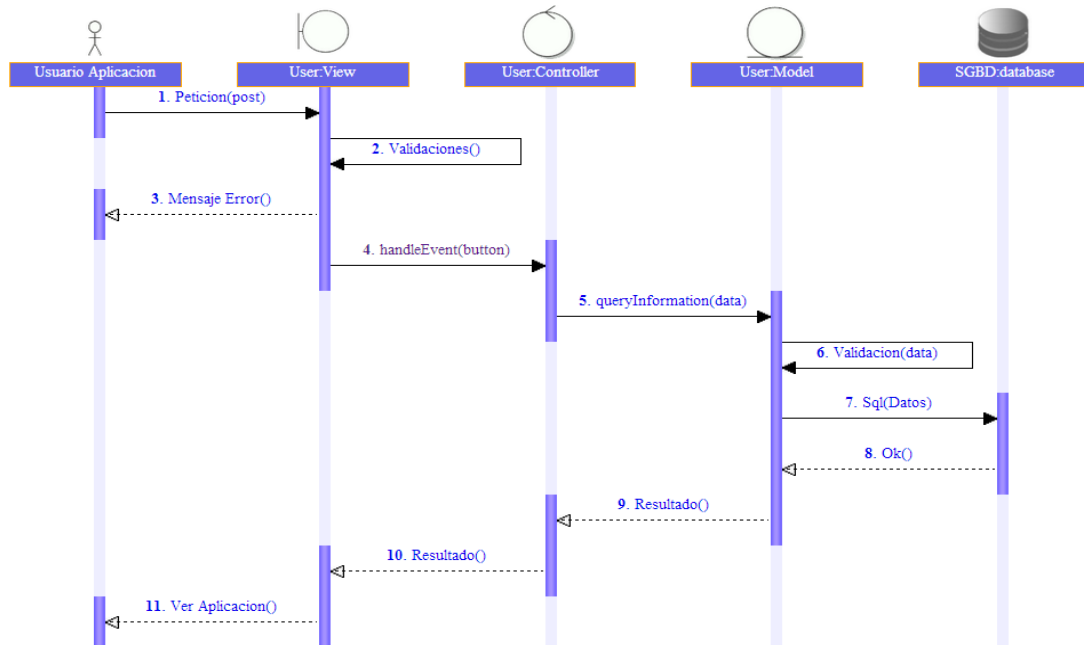 Usuario Aplicacion
User:View
User:Controller
User:Model
SGBD:database
1. Peticion(post)
2. Validaciones()
3. Mensaje Error()
4. handleEvent(button)
5. queryInformation(data)
6. Validacion(data)
7. Sql(Datos)
8. Ok()
9. Resultado()
10. Resultado()
11. Ver Aplicacion()